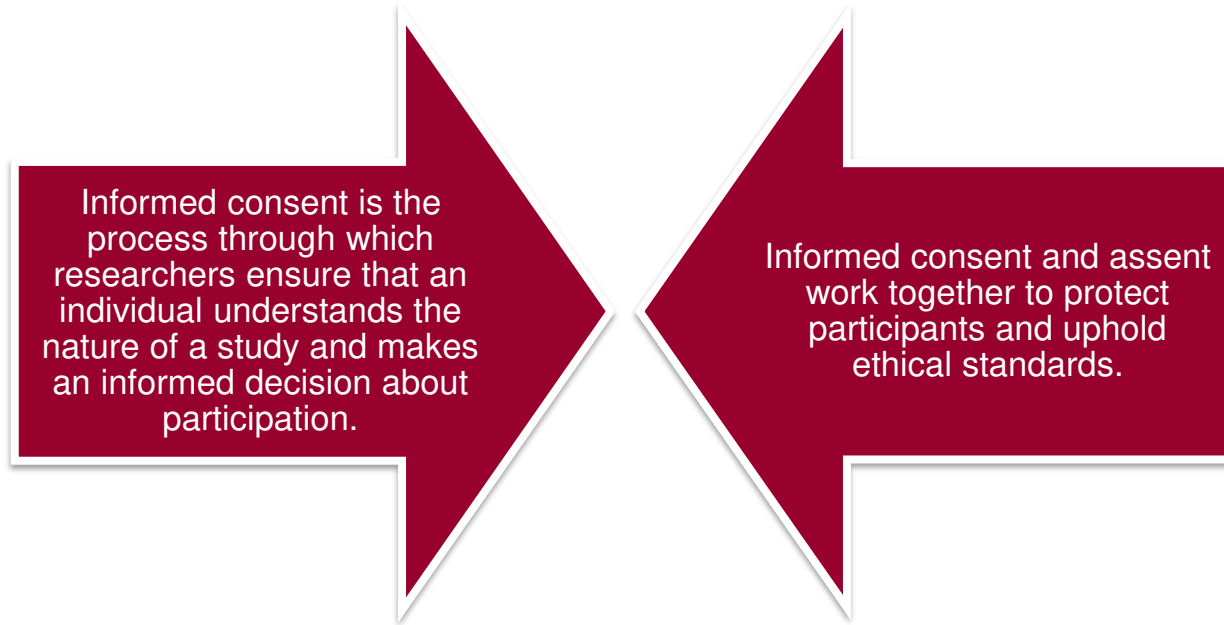 Informed consent is the
process through which
researchers ensure that an
individual understands the
nature of a study and makes
an informed decision about
participation.
Informed consent and assent
work together to protect
participants and uphold
ethical standards.